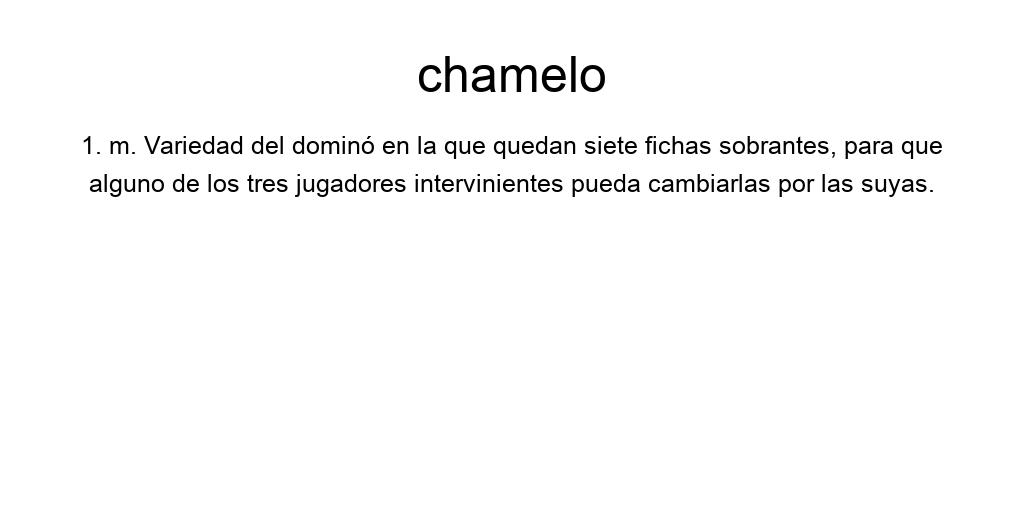 chamelo
1. m. Variedad del dominó en la que quedan siete fichas sobrantes, para que
alguno de los tres jugadores intervinientes pueda cambiarlas por las suyas.